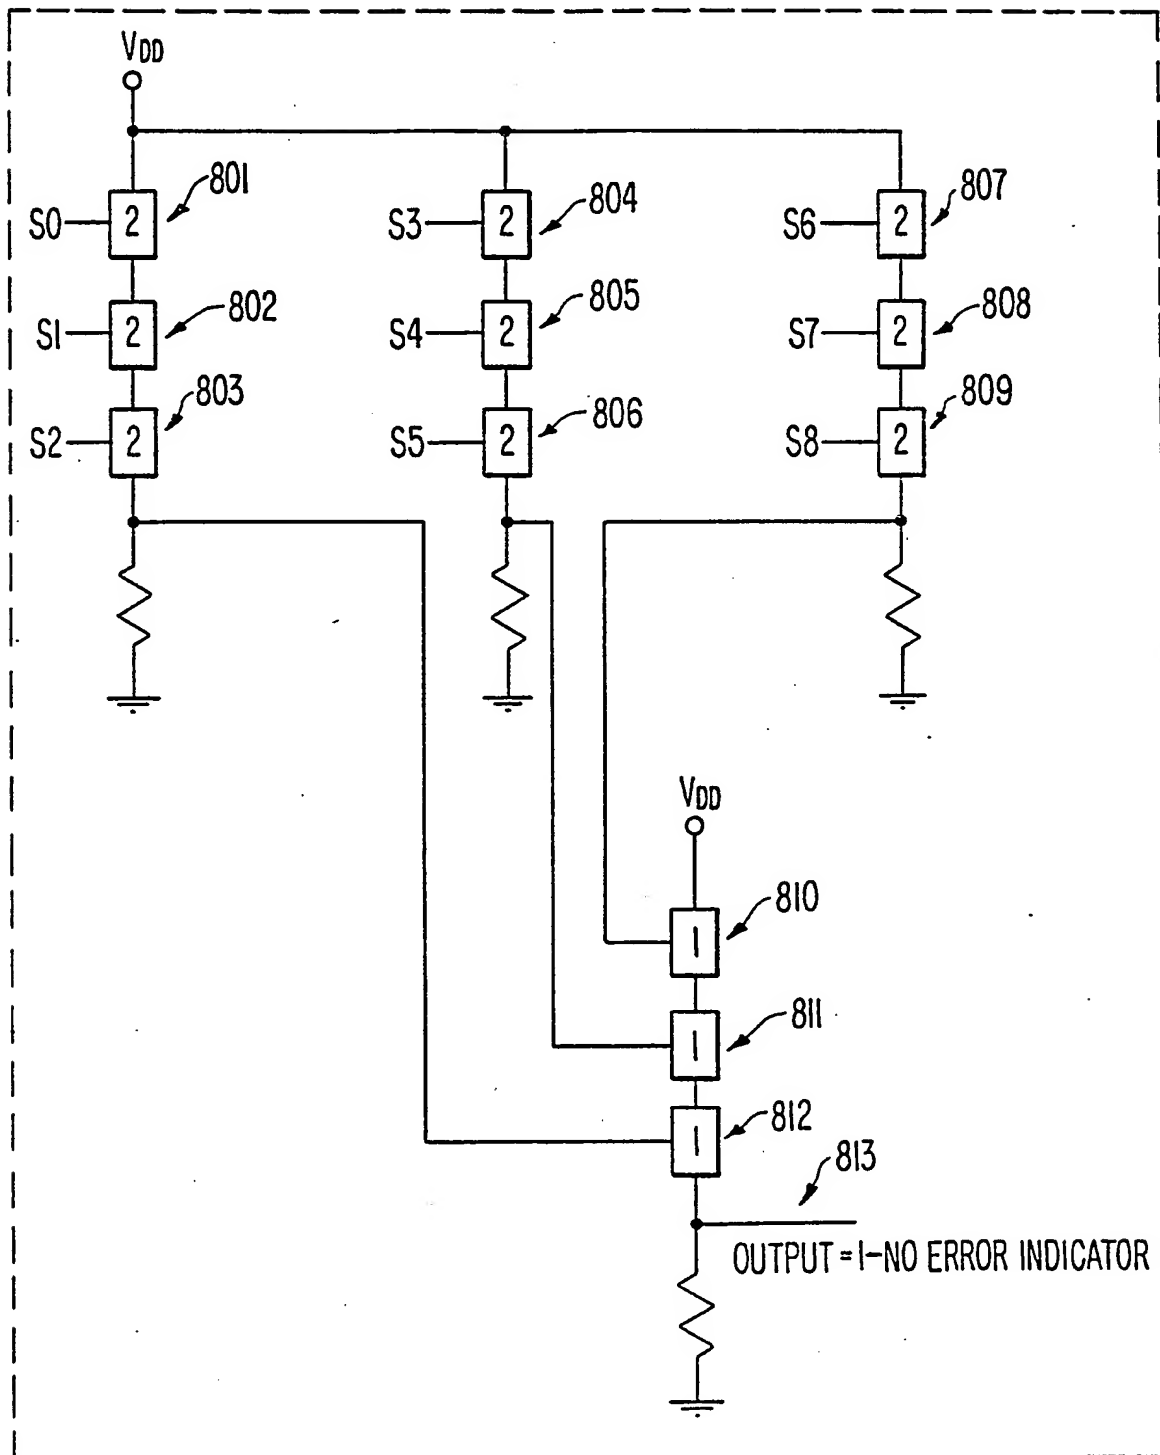 VDD
801
S0 2
S3 2
804
S6 2
807
802
S1 2
S4 2
805
S7 2
808
803
S2 2
S5 2
806
S8 2
809
VDD
810
1
811
1
812
1
813
OUTPUT = 1-NO ERROR INDICATOR